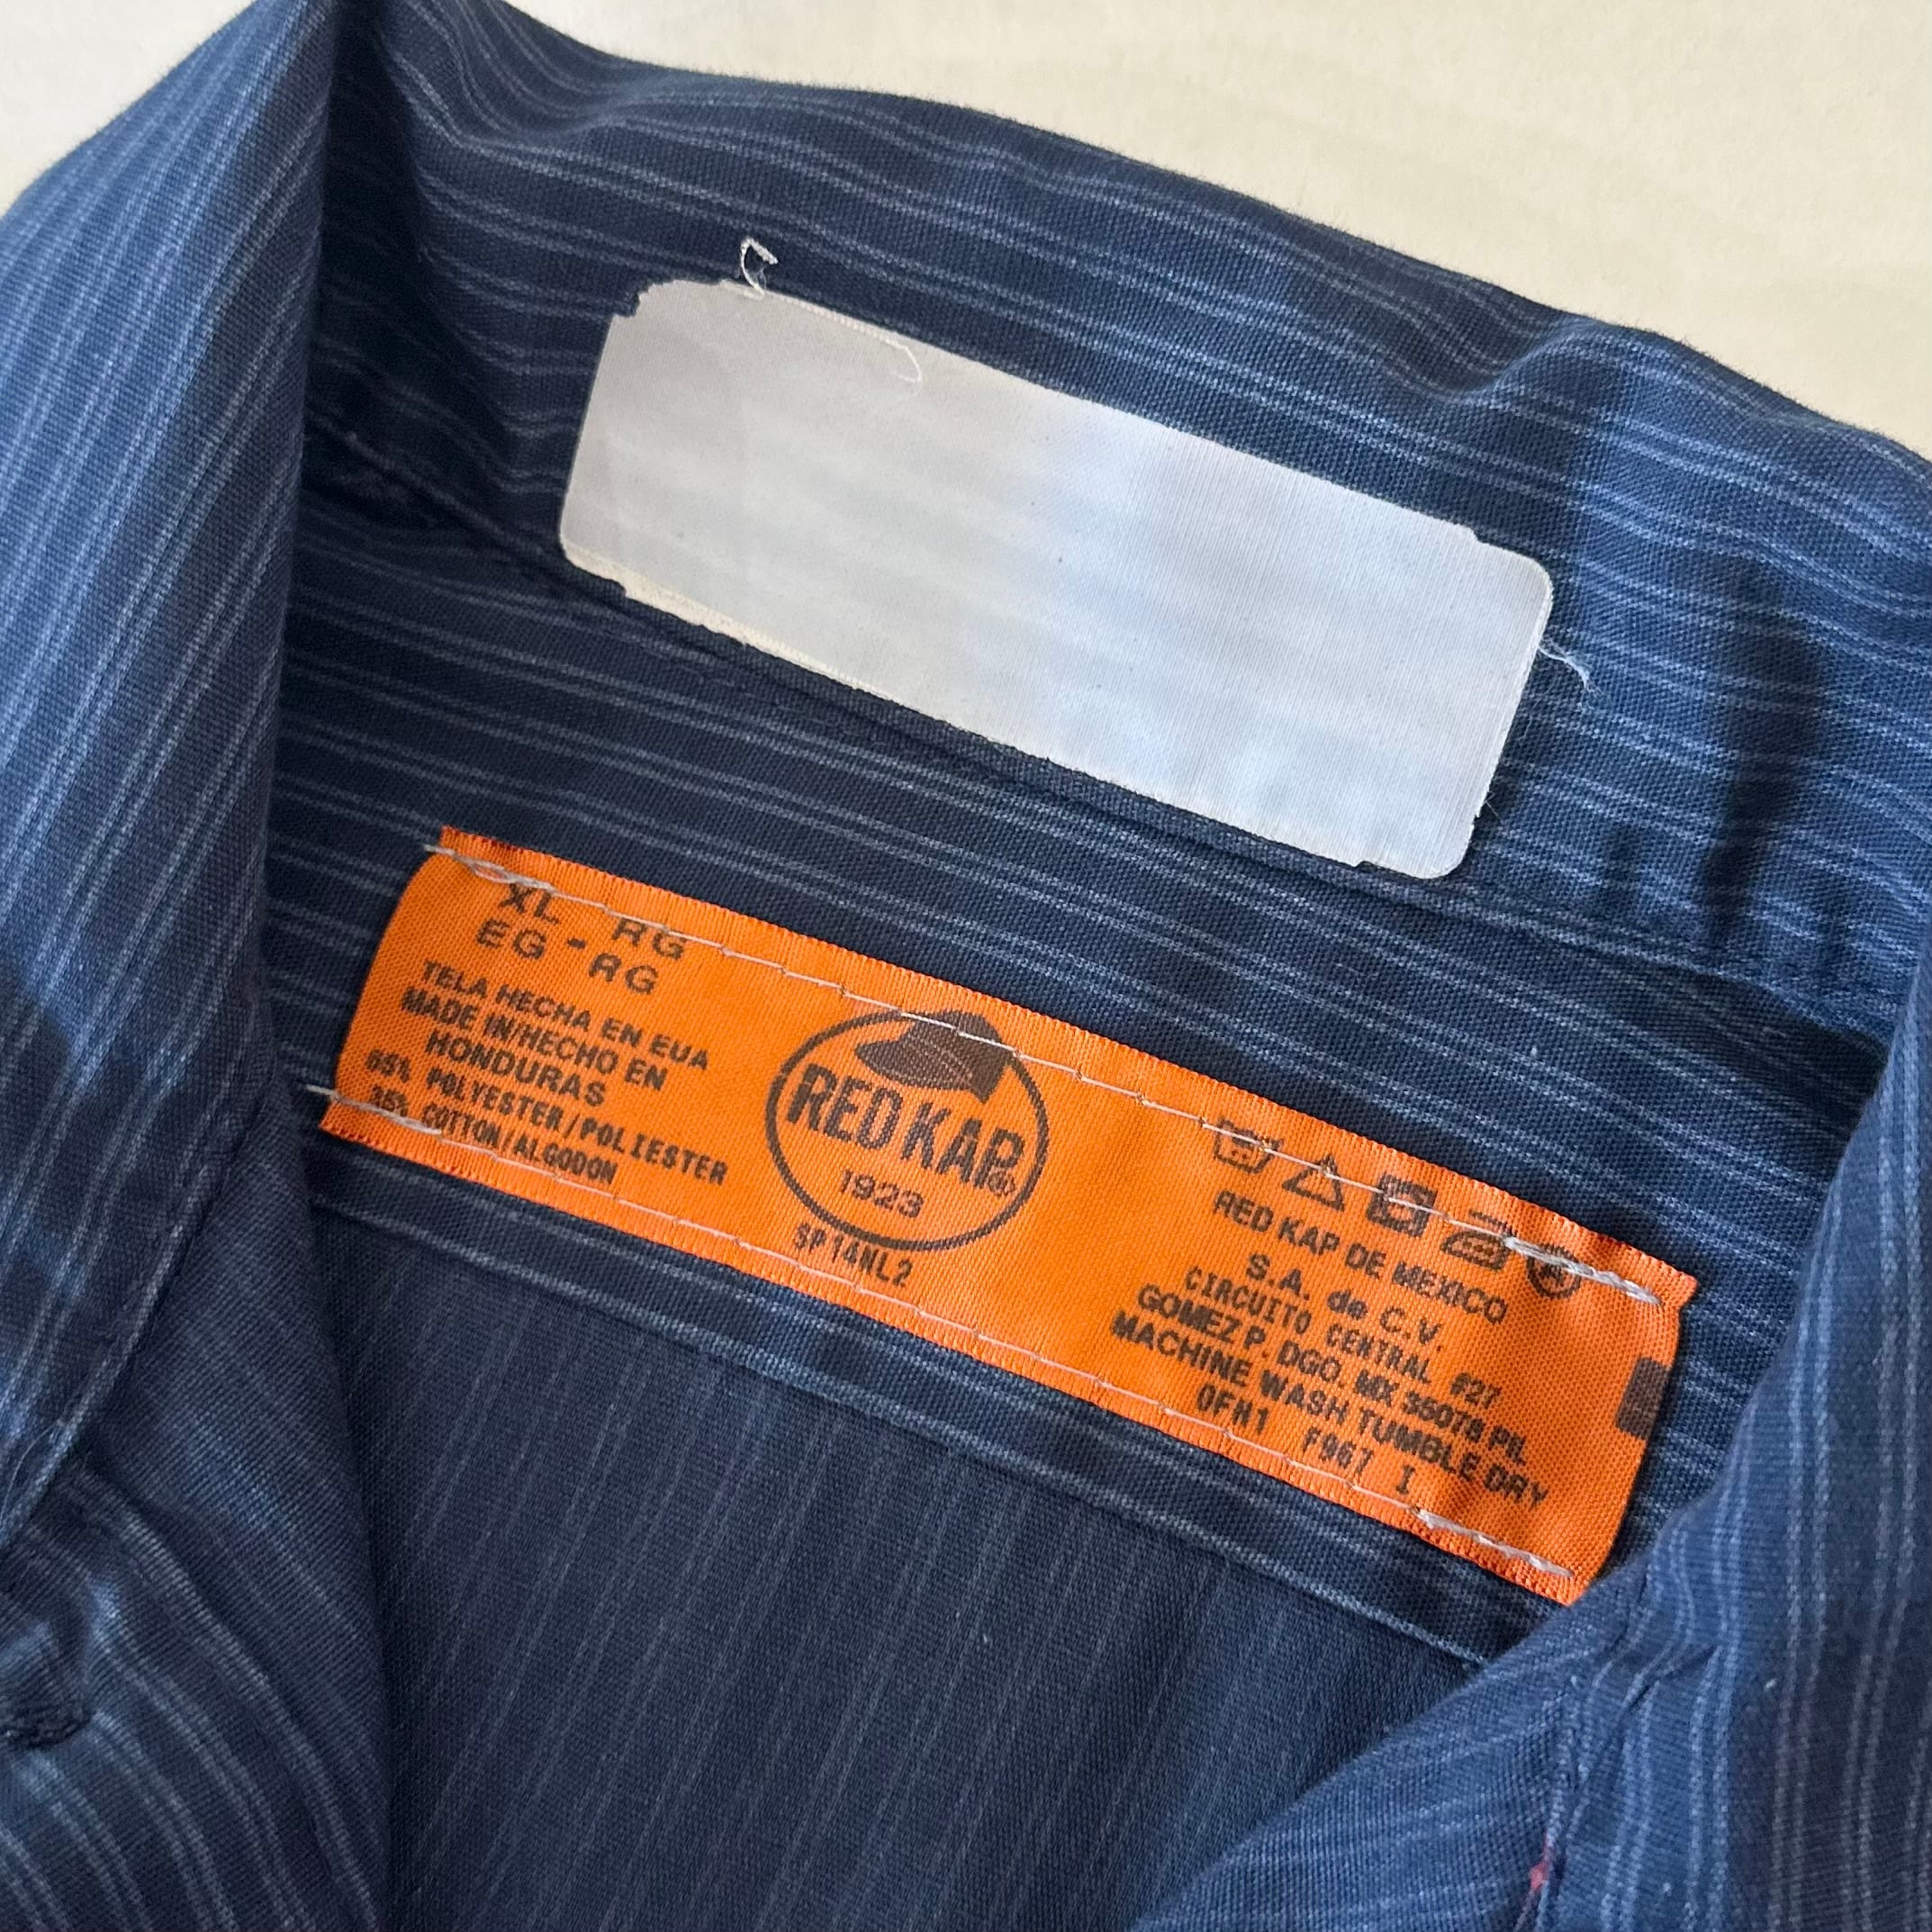 XL - RG
EG - RG
TELA HECHA EN EUA
MADE IN/HECHO EN
HONDURAS
65% POLYESTER/POLIESTER
35% COTTON/ALGODON
RED KAP®
1923
SP14NL2
RED KAP DE MEXICO
S.A. de C.V.
CIRCUITO CENTRAL #27
GOMEZ P. DGO. MX 35078 PIL
MACHINE WASH TUMBLE DRY
OFN1 F967 I